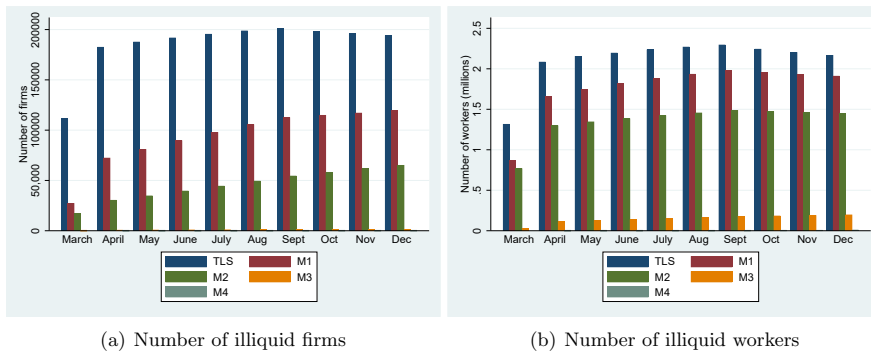 Number of firms
200000
150000
100000
50,000
0
March April May June July Aug Sept Oct Nov Dec
TLS M1
M2 M3
M4
(a) Number of illiquid firms
Number of workers (millions)
2.5
2
1.5
1
.5
0
March April May June July Aug Sept Oct Nov Dec
TLS M1
M2 M3
M4
(b) Number of illiquid workers